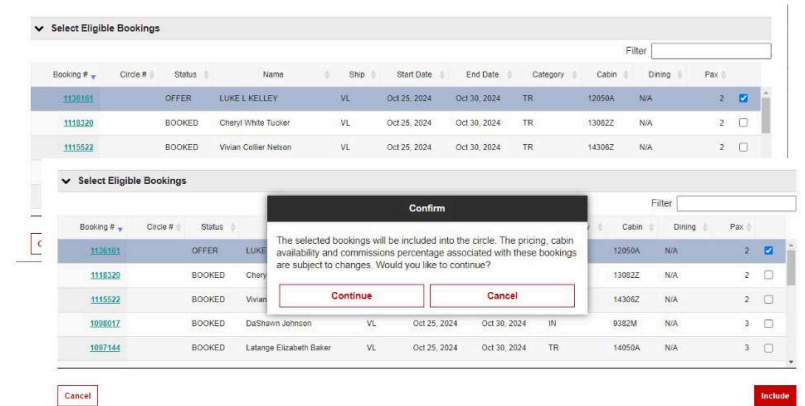 Select Eligible Bookings
Filter
Booking # Circle # Status Name Ship Start Date End Date Category Cabin Dining Pax
1136161 OFFER LUKE L KELLEY VL Oct 25, 2024 Oct 30, 2024 TR 12050A N/A 2
1118320 BOOKED Cheryl White Tucker VL Oct 25, 2024 Oct 30, 2024 TR 13082Z N/A 2
1115522 BOOKED Vivian Collier Nelson VL Oct 25, 2024 Oct 30, 2024 TR 14306Z N/A 2
Select Eligible Bookings
Filter
Booking # Circle # Status Cabin Dining Pax
1136161 OFFER LUKE 12050A N/A 2
1118320 BOOKED Chery 13082Z N/A 2
1115522 BOOKED Vivian 14306Z N/A 2
1098017 BOOKED DaShawn Johnson VL Oct 25, 2024 Oct 30, 2024 IN 9382M N/A 3
1097144 BOOKED Latange Elizabeth Baker VL Oct 25, 2024 Oct 30, 2024 TR 14050A N/A 3
Confirm
The selected bookings will be included into the circle. The pricing, cabin
availability and commissions percentage associated with these bookings
are subject to changes. Would you like to continue?
Continue Cancel
Cancel Include